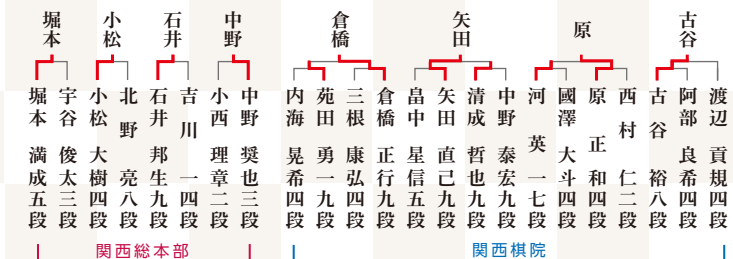 堀本
小松
石井
中野
倉橋
矢田
原
古谷
堀本 満成五段
宇谷 俊太三段
小松 大樹四段
北野 亮八段
石井 邦生九段
吉川 一四段
小西 理章二段
中野 奨也三段
内海 晃希四段
苑田 勇一九段
三根 康弘四段
倉橋 正行九段
畠中 星信五段
矢田 直己九段
清成 哲也九段
中野 泰宏九段
河 英一七段
國澤 大斗四段
原 正和四段
西村 仁二段
古谷 裕八段
阿部 良希四段
渡辺 貢規四段
関西総本部
関西棋院